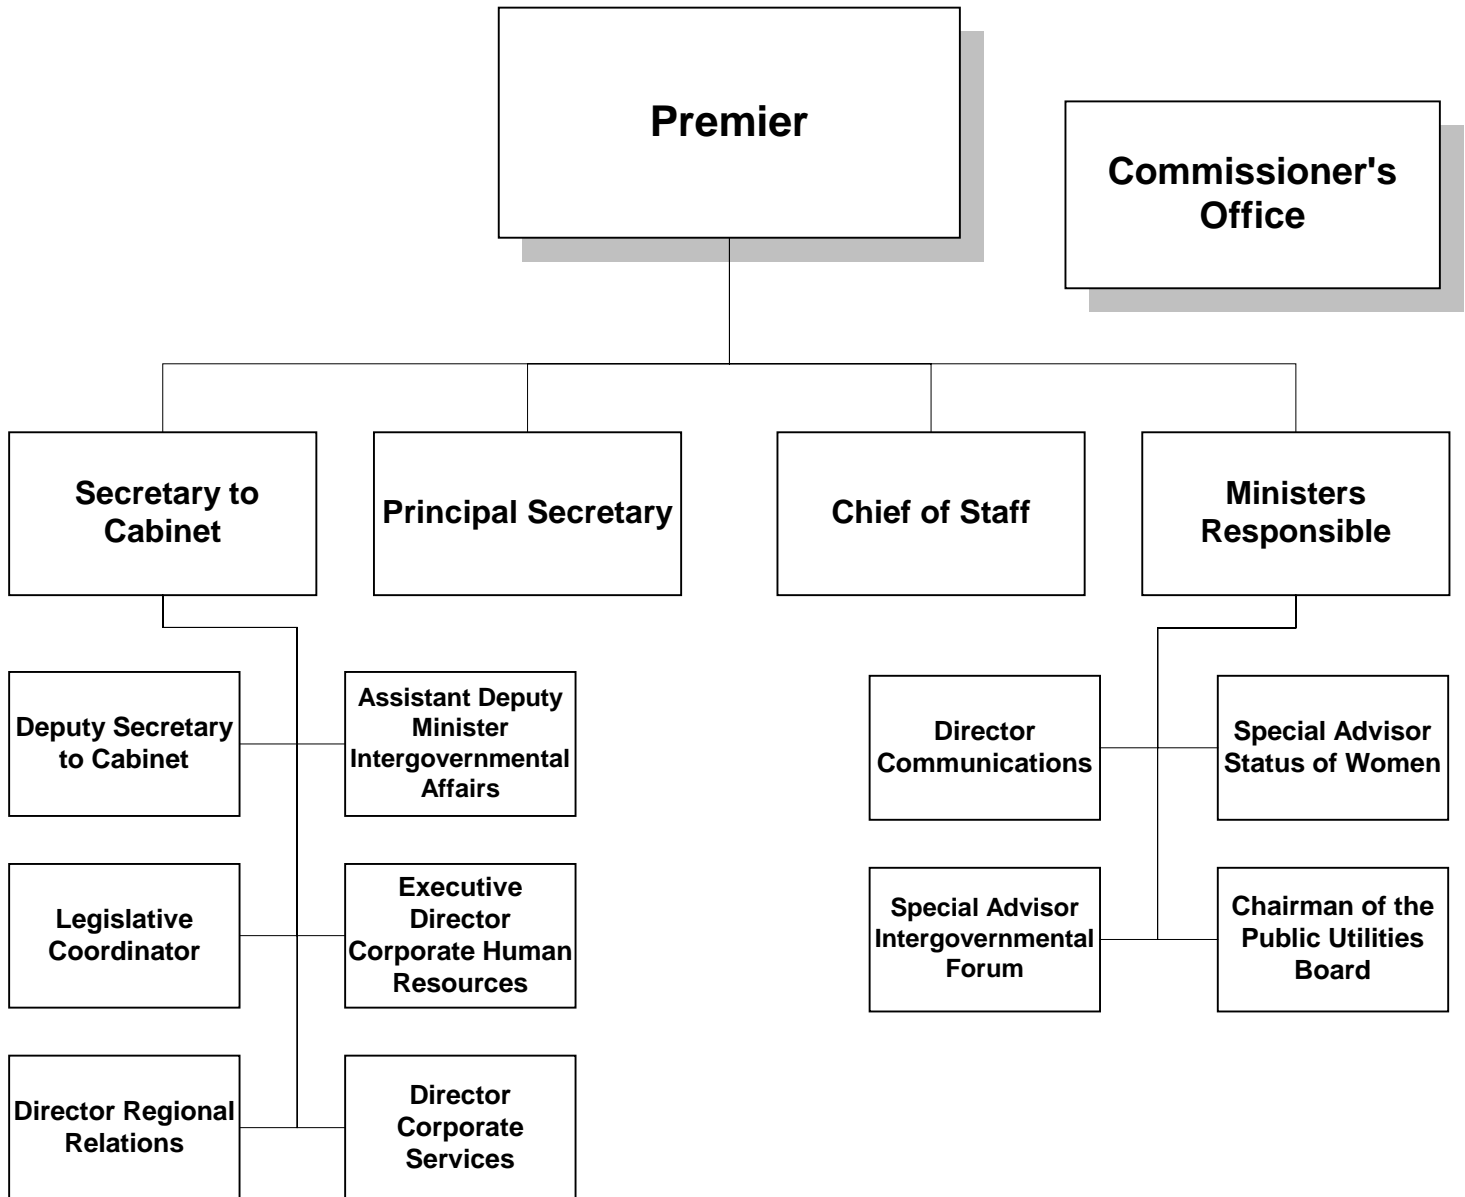 Premier
Commissioner's
Office
Secretary to
Cabinet
Principal Secretary
Chief of Staff
Ministers
Responsible
Deputy Secretary
to Cabinet
Assistant Deputy
Minister
Intergovernmental
Affairs
Director
Communications
Special Advisor
Status of Women
Legislative
Coordinator
Executive
Director
Corporate Human
Resources
Special Advisor
Intergovernmental
Forum
Chairman of the
Public Utilities
Board
Director Regional
Relations
Director
Corporate
Services